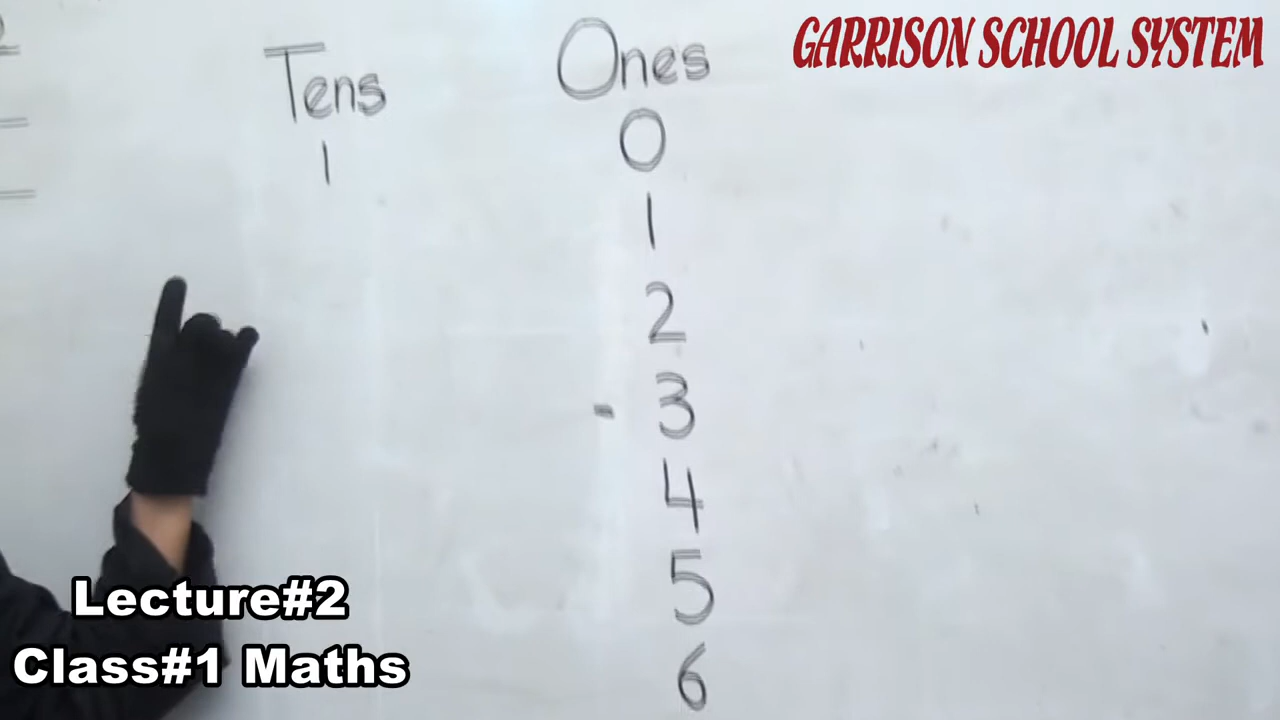 GARRISON SCHOOL SYSTEM
Tens Ones
1 0
1
2
- 3
4
5
6
Lecture#2
Class#1 Maths